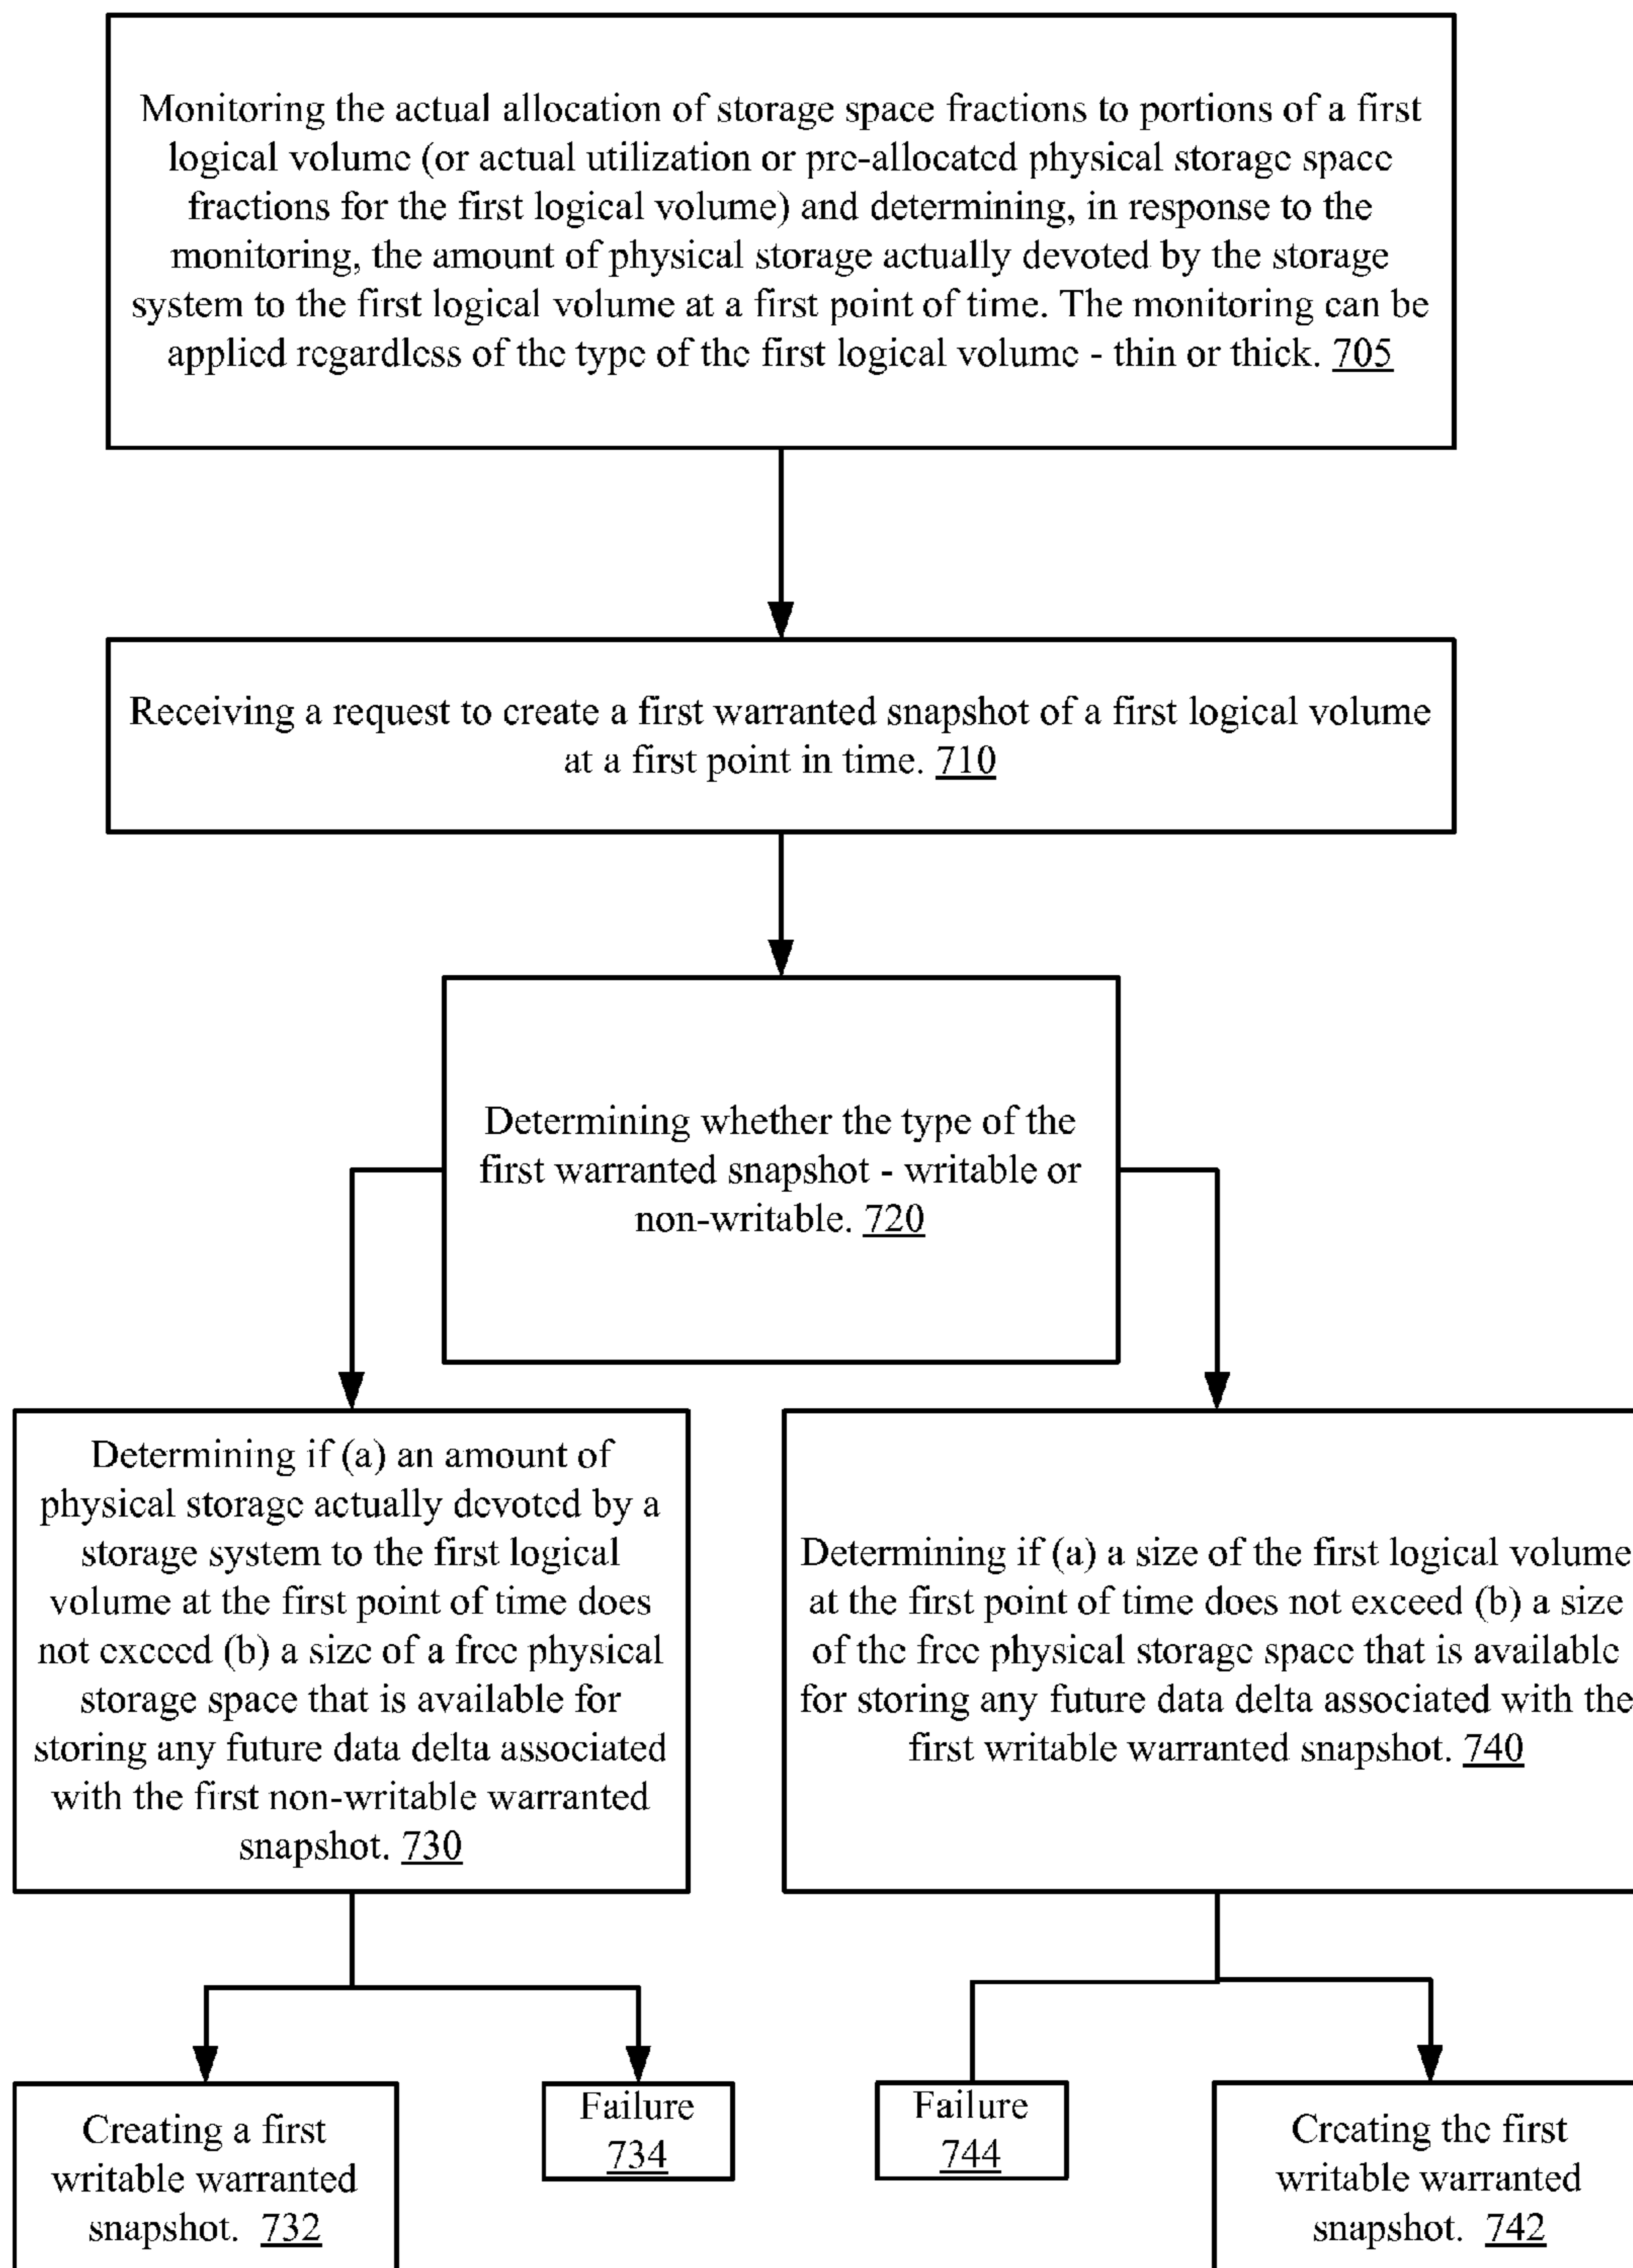 Monitoring the actual allocation of storage space fractions to portions of a first
logical volume (or actual utilization or pre-allocated physical storage space
fractions for the first logical volume) and determining, in response to the
monitoring, the amount of physical storage actually devoted by the storage
system to the first logical volume at a first point of time. The monitoring can be
applied regardless of the type of the first logical volume - thin or thick. 705
Receiving a request to create a first warranted snapshot of a first logical volume
at a first point in time. 710
Determining whether the type of the
first warranted snapshot - writable or
non-writable. 720
Determining if (a) an amount of
physical storage actually devoted by a
storage system to the first logical
volume at the first point of time does
not exceed (b) a size of a free physical
storage space that is available for
storing any future data delta associated
with the first non-writable warranted
snapshot. 730
Determining if (a) a size of the first logical volume
at the first point of time does not exceed (b) a size
of the free physical storage space that is available
for storing any future data delta associated with the
first writable warranted snapshot. 740
Creating a first
writable warranted
snapshot. 732
Failure
734
Failure
744
Creating the first
writable warranted
snapshot. 742